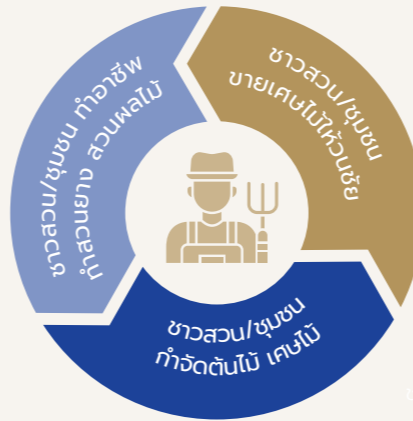 ชาวสวน/ชุมชน ทำอาชีพ
ทำสวนยาง สวนผลไม้
ชาวสวน/ชุมชน
ขายเศษไม้ให้วนชัย
ชาวสวน/ชุมชน
กำจัดต้นไม้ เศษไม้